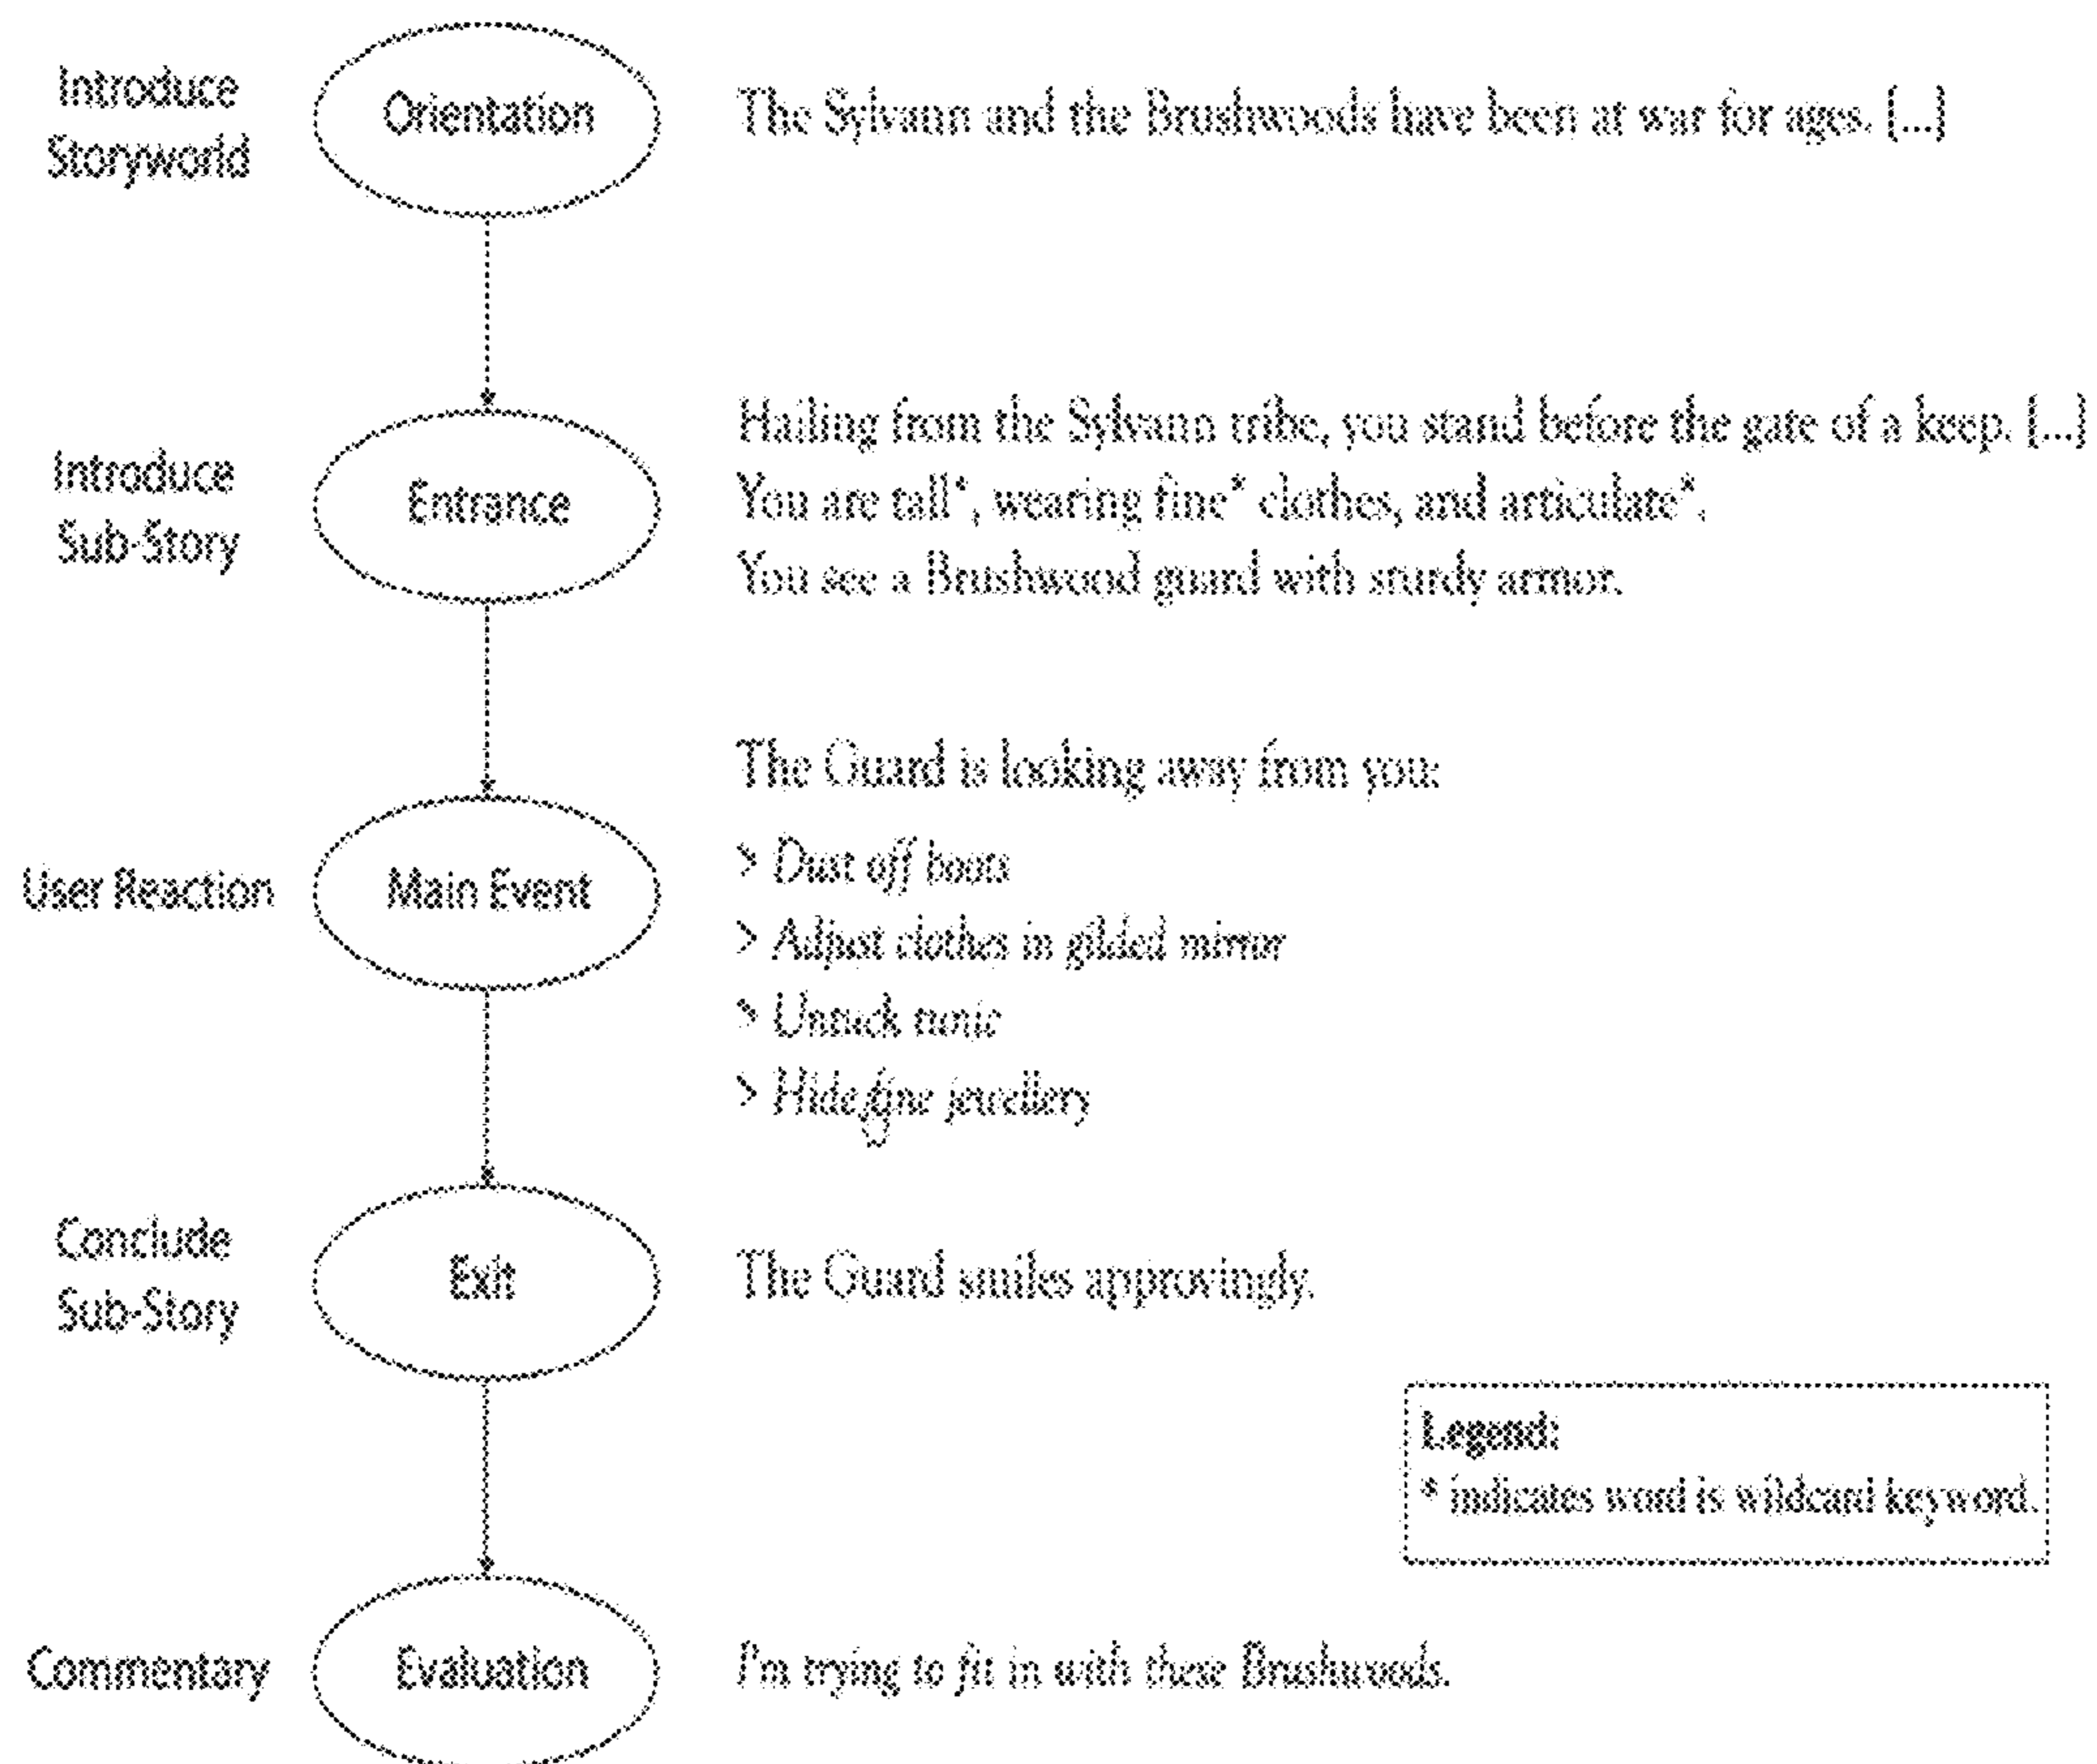 Introduce
Storyworld
Orientation
The Sylvann and the Brushwoods have been at war for ages. [...]
Introduce
Sub-Story
Entrance
Hailing from the Sylvann tribe, you stand before the gate of a keep. [...]
You are tall*, wearing fine* clothes, and articulate*.
You see a Brushwood guard with sturdy armor.
User Reaction
Main Event
The Guard is looking away from you:
> Dust off boots
> Adjust clothes in gilded mirror
> Untuck tunic
> Hide fine jewellery
Conclude
Sub-Story
Exit
The Guard smiles approvingly.
Legend:
* indicates word is wildcard keyword.
Commentary
Evaluation
I'm trying to fit in with these Brushwoods.